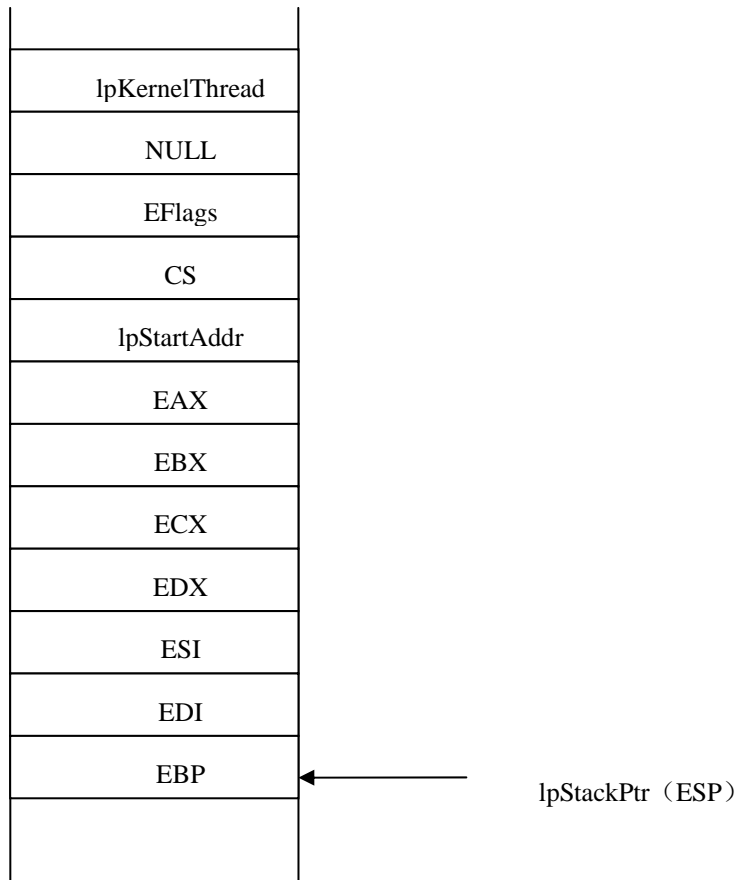 lpKernelThread
NULL
EFlags
CS
lpStartAddr
EAX
EBX
ECX
EDX
ESI
EDI
EBP
lpStackPtr（ESP）